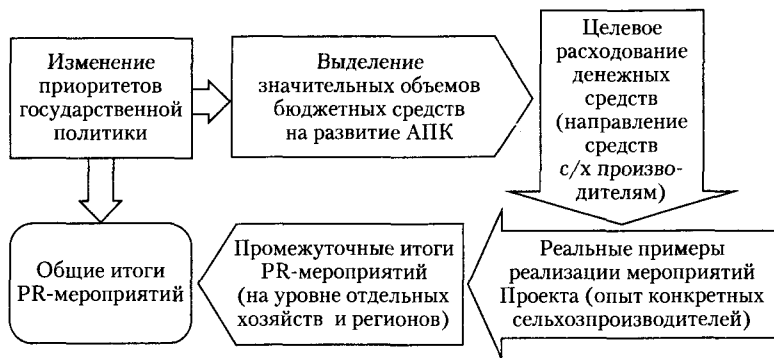 Изменение
приоритетов
государственной
политики
Выделение
значительных объемов
бюджетных средств
на развитие АПК
Целевое
расходование
денежных
средств
(направление
средств
с/х произво-
дителям)
Общие итоги
PR-мероприятий
Промежуточные итоги
PR-мероприятий
(на уровне отдельных
хозяйств и регионов)
Реальные примеры
реализации мероприятий
Проекта (опыт конкретных
сельхозпроизводителей)